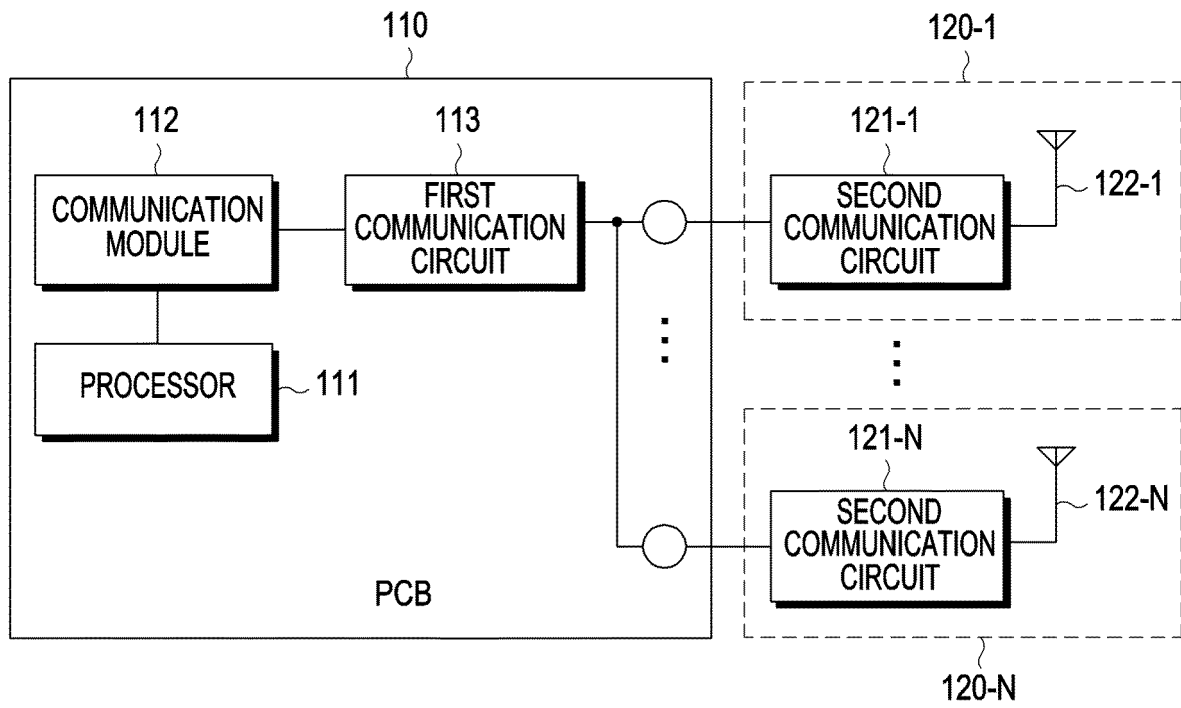 110
120-1
112
113
121-1
COMMUNICATION
MODULE
FIRST
COMMUNICATION
CIRCUIT
SECOND
COMMUNICATION
CIRCUIT
122-1
PROCESSOR
111
121-N
SECOND
COMMUNICATION
CIRCUIT
122-N
PCB
120-N